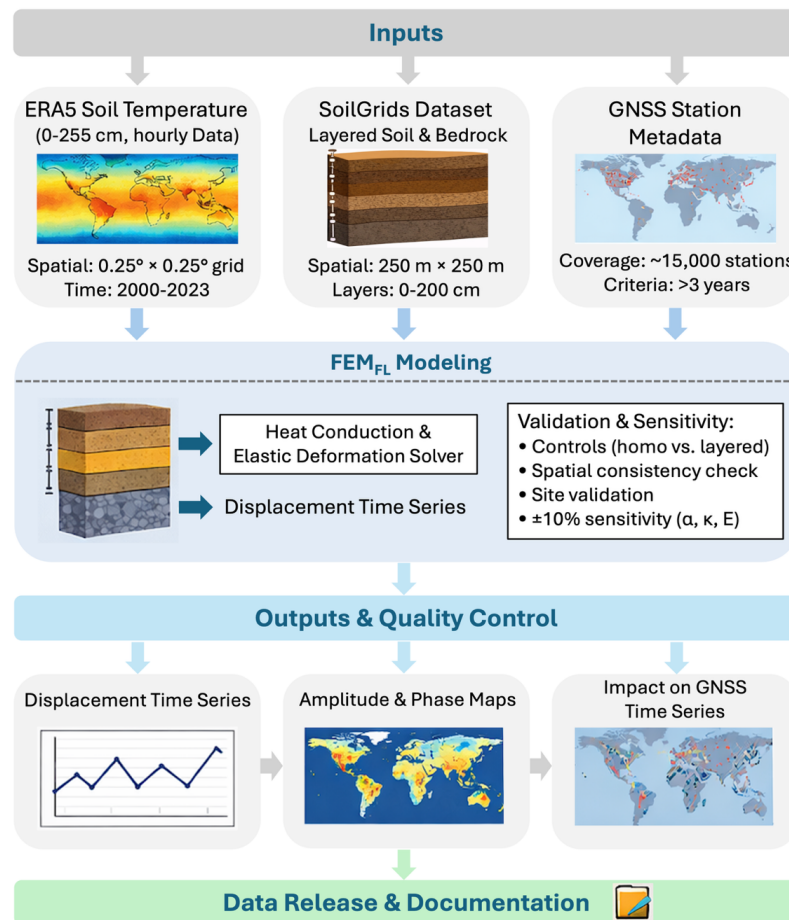 Inputs
ERA5 Soil Temperature
(0-255 cm, hourly Data)
Spatial: 0.25° × 0.25° grid
Time: 2000-2023
SoilGrids Dataset
Layered Soil & Bedrock
Spatial: 250 m × 250 m
Layers: 0-200 cm
GNSS Station
Metadata
Coverage: ~15,000 stations
Criteria: >3 years
FEM_FL Modeling
Heat Conduction &
Elastic Deformation Solver
Displacement Time Series
Validation & Sensitivity:
• Controls (homo vs. layered)
• Spatial consistency check
• Site validation
• ±10% sensitivity (α, κ, E)
Outputs & Quality Control
Displacement Time Series
Amplitude & Phase Maps
Impact on GNSS
Time Series
Data Release & Documentation